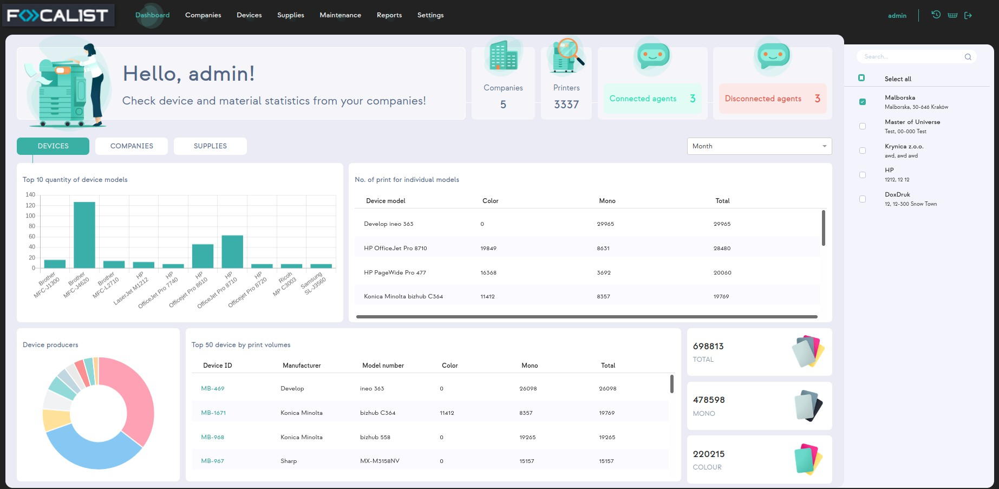 FOCALIST
Dashboard Companies Devices Supplies Maintenance Reports Settings
admin
Hello, admin!
Check device and material statistics from your companies!
Companies
5
Printers
3337
Connected agents 3
Disconnected agents 3
Search...
Select all
Malborska
Malborska, 30-646 Kraków
Master of Universe
Test, 00-000 Test
Krynica z.o.o.
awd, awd awd
HP
1212, 12 12
DoxDruk
12, 12-300 Snow Town
DEVICES COMPANIES SUPPLIES
Month
Top 10 quantity of device models
140
120
100
80
60
40
20
0
Brother
MFC-J1300
Brother
MFC-J4620
Brother
MFC-L2710
HP
LaserJet M1212
HP
OfficeJet Pro 7740
HP
Officejet Pro 8610
HP
OfficeJet Pro 8710
HP
Officejet Pro 8720
Ricoh
MP C3003
Samsung
SL-J3560
No. of print for individual models
Device model Color Mono Total
Develop ineo 363 0 29965 29965
HP OfficeJet Pro 8710 19849 8631 28480
HP PageWide Pro 477 16368 3692 20060
Konica Minolta bizhub C364 11412 8357 19769
Device producers
Top 50 device by print volumes
Device ID Manufacturer Model number Color Mono Total
MB-469 Develop ineo 363 0 26098 26098
MB-1671 Konica Minolta bizhub C364 11412 8357 19769
MB-968 Konica Minolta bizhub 558 0 19265 19265
MB-967 Sharp MX-M3158NV 0 15157 15157
698813
TOTAL
478598
MONO
220215
COLOUR